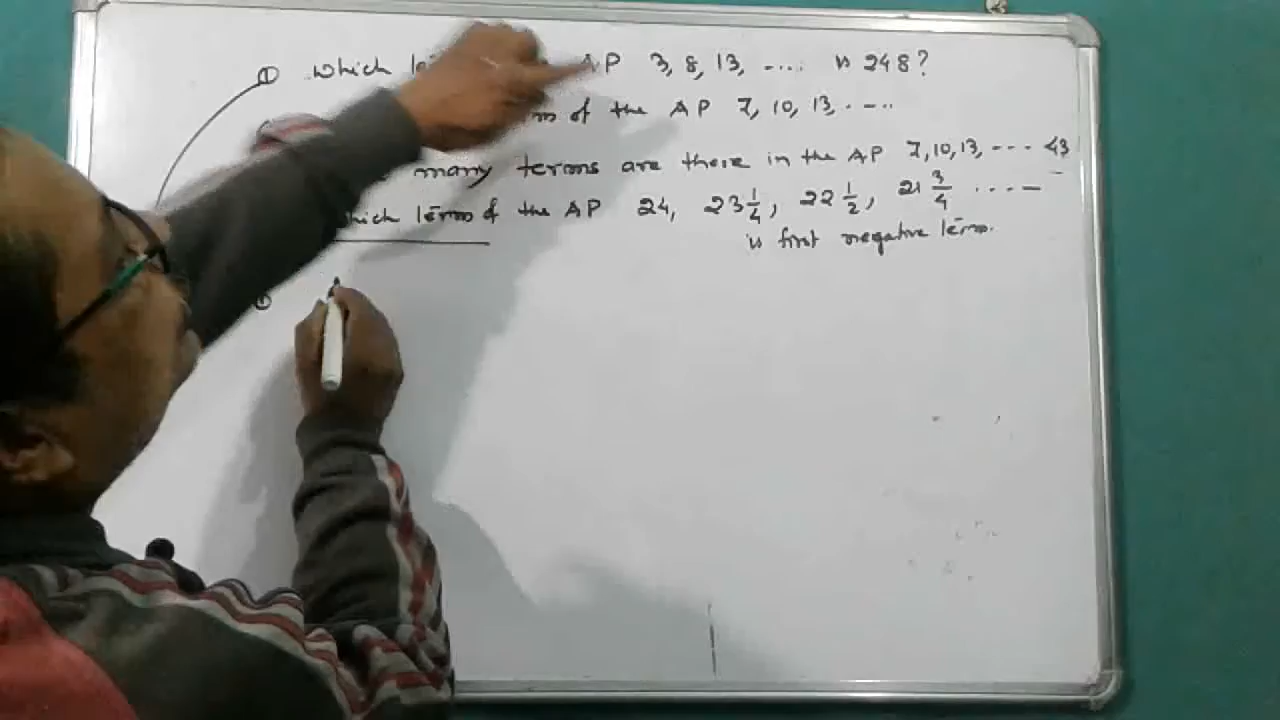 ① which AP 3, 8, 13, ..... is 248?
of the AP 7, 10, 13, .....
many terms are there in the AP 7, 10, 13, .... 43
which term of the AP 24, 23 1/4, 22 1/2, 21 3/4 .....
is first negative term.
①